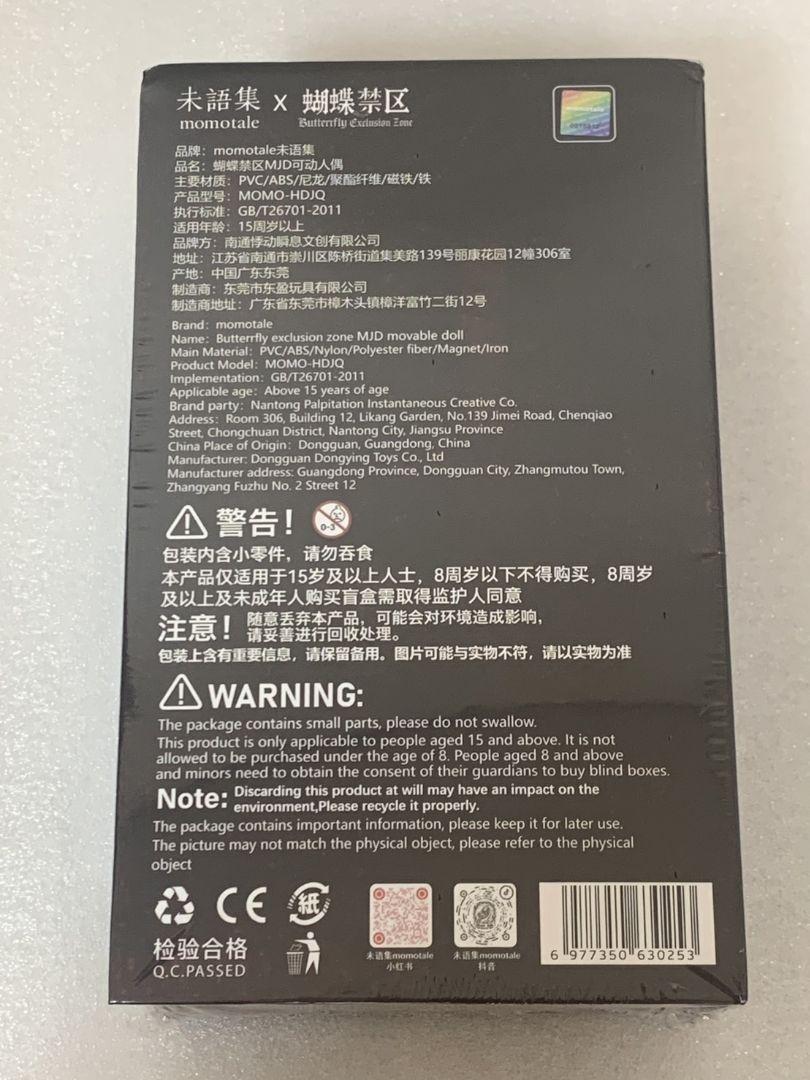 未語集 x 蝴蝶禁区
momotale Butterrfly Exclusion Zone
momotale
品牌：momotale未语集
品名：蝴蝶禁区MJD可动人偶
主要材质：PVC/ABS/尼龙/聚酯纤维/磁铁/铁
产品型号：MOMO-HDJQ
执行标准：GB/T26701-2011
适用年龄：15周岁以上
品牌方：南通悸动瞬息文创有限公司
地址：江苏省南通市崇川区陈桥街道集美路139号丽康花园12幢306室
产地：中国广东东莞
制造商：东莞市东盈玩具有限公司
制造商地址：广东省东莞市樟木头镇樟洋富竹二街12号
Brand：momotale
Name：Butterrfly exclusion zone MJD movable doll
Main Material：PVC/ABS/Nylon/Polyester fiber/Magnet/Iron
Product Model：MOMO-HDJQ
Implementation：GB/T26701-2011
Applicable age：Above 15 years of age
Brand party：Nantong Palpitation Instantaneous Creative Co.
Address：Room 306, Building 12, Likang Garden, No.139 Jimei Road, Chenqiao
Street, Chongchuan District, Nantong City, Jiangsu Province
China Place of Origin：Dongguan, Guangdong, China
Manufacturer：Dongguan Dongying Toys Co., Ltd
Manufacturer address: Guangdong Province, Dongguan City, Zhangmutou Town,
Zhangyang Fuzhu No. 2 Street 12
警告！ 0-3
包装内含小零件，请勿吞食
本产品仅适用于15岁及以上人士，8周岁以下不得购买，8周岁
及以上及未成年人购买盲盒需取得监护人同意
注意！ 随意丢弃本产品，可能会对环境造成影响，
请妥善进行回收处理。
包装上含有重要信息，请保留备用。图片可能与实物不符，请以实物为准
WARNING:
The package contains small parts, please do not swallow.
This product is only applicable to people aged 15 and above. It is not
allowed to be purchased under the age of 8. People aged 8 and above
and minors need to obtain the consent of their guardians to buy blind boxes.
Note: Discarding this product at will may have an impact on the
environment,Please recycle it properly.
The package contains important information, please keep it for later use.
The picture may not match the physical object, please refer to the physical
object
CE 紙
检验合格
Q.C.PASSED
未语集momotale
小红书
未语集momotale
抖音
6 977350 630253